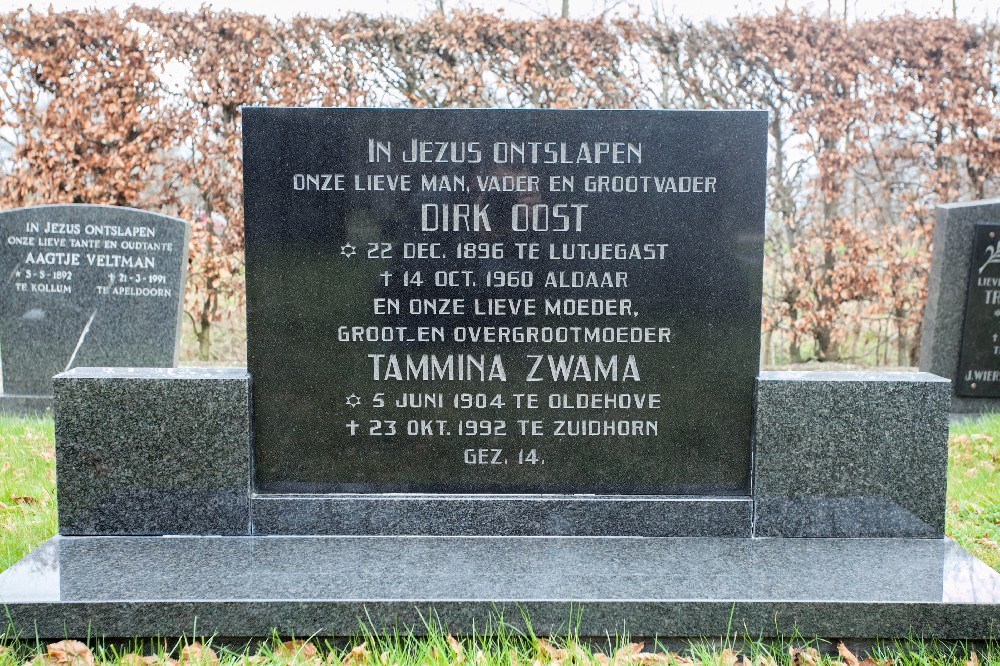 IN JEZUS ONTSLAPEN
ONZE LIEVE MAN, VADER EN GROOTVADER
DIRK OOST
✡ 22 DEC. 1896 TE LUTJEGAST
† 14 OCT. 1960 ALDAAR
EN ONZE LIEVE MOEDER,
GROOT_EN OVERGROOTMOEDER
TAMMINA ZWAMA
✡ 5 JUNI 1904 TE OLDEHOVE
† 23 OKT. 1992 TE ZUIDHORN
GEZ. 14.
IN JEZUS ONTSLAPEN
ONZE LIEVE TANTE EN OUDTANTE
AAGTJE VELTMAN
* 3-5-1892 † 21-3-1991
TE KOLLUM TE APELDOORN
LIEVE
J.WIER